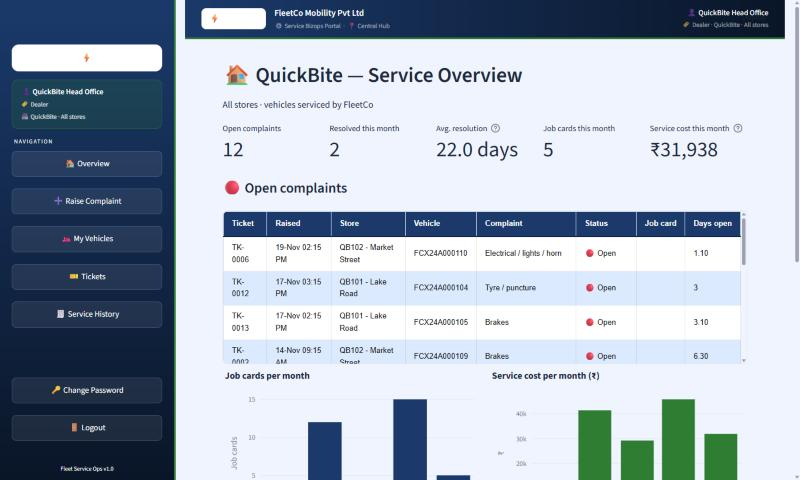 QuickBite Head Office
Dealer
QuickBite · All stores
NAVIGATION
Overview
Raise Complaint
My Vehicles
Tickets
Service History
Change Password
Logout
Fleet Service Ops v1.0
FleetCo Mobility Pvt Ltd
Service Bizops Portal · Central Hub
QuickBite Head Office
Dealer · QuickBite · All stores
QuickBite — Service Overview
All stores · vehicles serviced by FleetCo
Open complaints Resolved this month Avg. resolution Job cards this month Service cost this month
12 2 22.0 days 5 ₹31,938
Open complaints
Ticket Raised Store Vehicle Complaint Status Job card Days open
TK-0006 19-Nov 02:15 PM QB102 - Market Street FCX24A000110 Electrical / lights / horn Open 1.10
TK-0012 17-Nov 03:15 PM QB101 - Lake Road FCX24A000104 Tyre / puncture Open 3
TK-0013 17-Nov 02:15 PM QB101 - Lake Road FCX24A000105 Brakes Open 3.10
TK-0002 14-Nov 09:15 AM QB102 - Market Street FCX24A000109 Brakes Open 6.30
Job cards per month
15
10
5
Job cards
Service cost per month (₹)
40k
30k
20k
₹